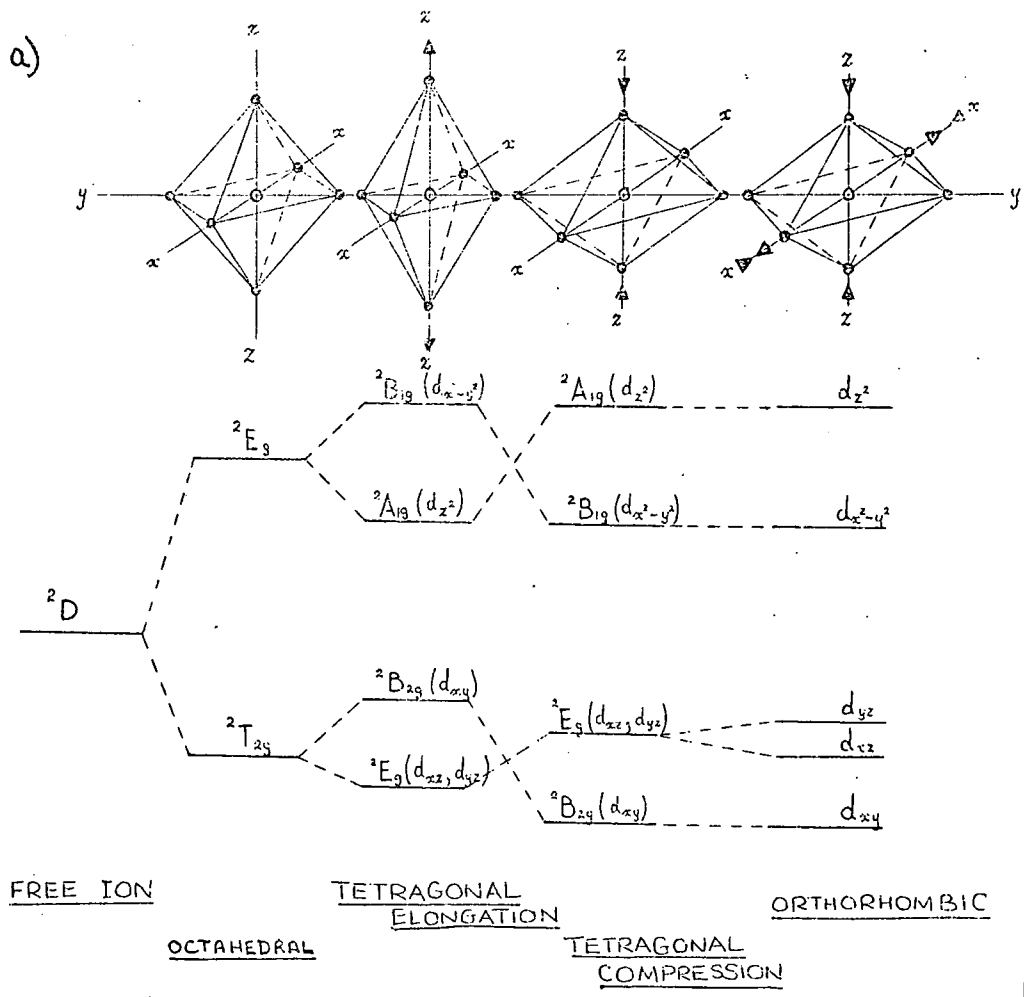 a)
z
z
z
z
x
x
x
x
y
y
x
x
x
x
z
z
z
z
²B₁g(dx²-y²)
²A₁g(dz²)
dz²
²Eg
²A₁g(dz²)
²B₁g(dx²-y²)
dx²-y²
²D
²B₂g(dxy)
²Eg(dxz, dyz)
dyz
²T₂g
dxz
²Eg(dxz, dyz)
²B₂g(dxy)
dxy
FREE ION
TETRAGONAL
ELONGATION
ORTHORHOMBIC
OCTAHEDRAL
TETRAGONAL
COMPRESSION